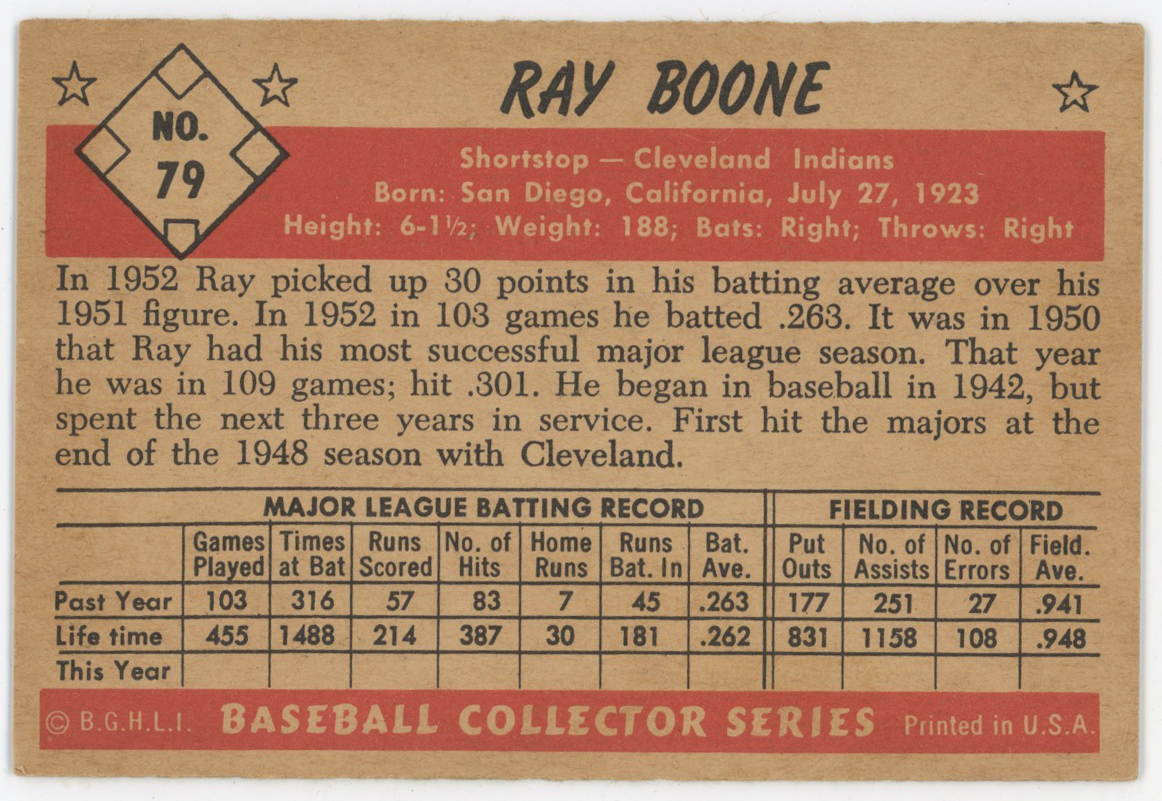 NO.
79
RAY BOONE
Shortstop — Cleveland Indians
Born: San Diego, California, July 27, 1923
Height: 6-1½; Weight: 188; Bats: Right; Throws: Right
In 1952 Ray picked up 30 points in his batting average over his
1951 figure. In 1952 in 103 games he batted .263. It was in 1950
that Ray had his most successful major league season. That year
he was in 109 games; hit .301. He began in baseball in 1942, but
spent the next three years in service. First hit the majors at the
end of the 1948 season with Cleveland.
MAJOR LEAGUE BATTING RECORD FIELDING RECORD
Games Times Runs No. of Home Runs Bat. Put No. of No. of Field.
Played at Bat Scored Hits Runs Bat. In Ave. Outs Assists Errors Ave.
Past Year 103 316 57 83 7 45 .263 177 251 27 .941
Life time 455 1488 214 387 30 181 .262 831 1158 108 .948
This Year
© B.G.H.L.I. BASEBALL COLLECTOR SERIES Printed in U.S.A.